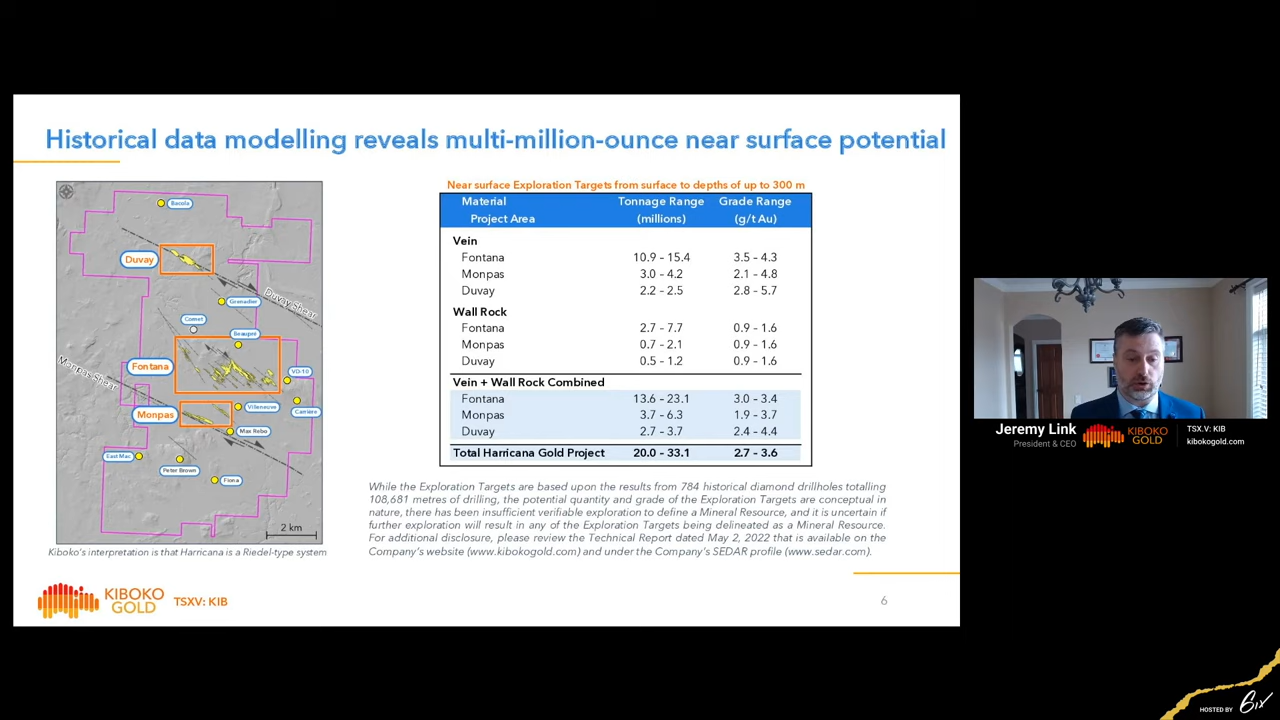 Historical data modelling reveals multi-million-ounce near surface potential
Bacola
Duvay
Duvay Shear
Grenadier
Comet
Beaupré
Monpas Shear
Fontana
VD-10
Monpas
Villeneuve
Carrière
Max Rebo
East Mac
Peter Brown
Fiona
2 km
Kiboko's interpretation is that Harricana is a Riedel-type system
Near surface Exploration Targets from surface to depths of up to 300 m
Material Tonnage Range Grade Range
Project Area (millions) (g/t Au)
Vein
Fontana 10.9 – 15.4 3.5 – 4.3
Monpas 3.0 – 4.2 2.1 – 4.8
Duvay 2.2 – 2.5 2.8 – 5.7
Wall Rock
Fontana 2.7 – 7.7 0.9 – 1.6
Monpas 0.7 – 2.1 0.9 – 1.6
Duvay 0.5 – 1.2 0.9 – 1.6
Vein + Wall Rock Combined
Fontana 13.6 – 23.1 3.0 – 3.4
Monpas 3.7 – 6.3 1.9 – 3.7
Duvay 2.7 – 3.7 2.4 – 4.4
Total Harricana Gold Project 20.0 – 33.1 2.7 – 3.6
While the Exploration Targets are based upon the results from 784 historical diamond drillholes totalling
108,681 metres of drilling, the potential quantity and grade of the Exploration Targets are conceptual in
nature, there has been insufficient verifiable exploration to define a Mineral Resource, and it is uncertain if
further exploration will result in any of the Exploration Targets being delineated as a Mineral Resource.
For additional disclosure, please review the Technical Report dated May 2, 2022 that is available on the
Company's website (www.kibokogold.com) and under the Company's SEDAR profile (www.sedar.com).
KIBOKO
GOLD
TSXV: KIB
6
Jeremy Link
President & CEO
KIBOKO
GOLD
TSX.V: KIB
kibokogold.com
HOSTED BY 6ix